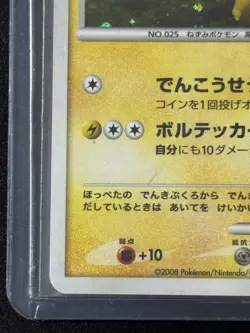 NO.025 ねずみポケモン
でんこうせっ
コインを1回投げオ
ボルテッカー
自分にも10ダメー
ほっぺたの でんきぶくろから で
だしているときは あいてを けいか
弱点
+10
抵抗
©2008 Pokémon/Nintendo/